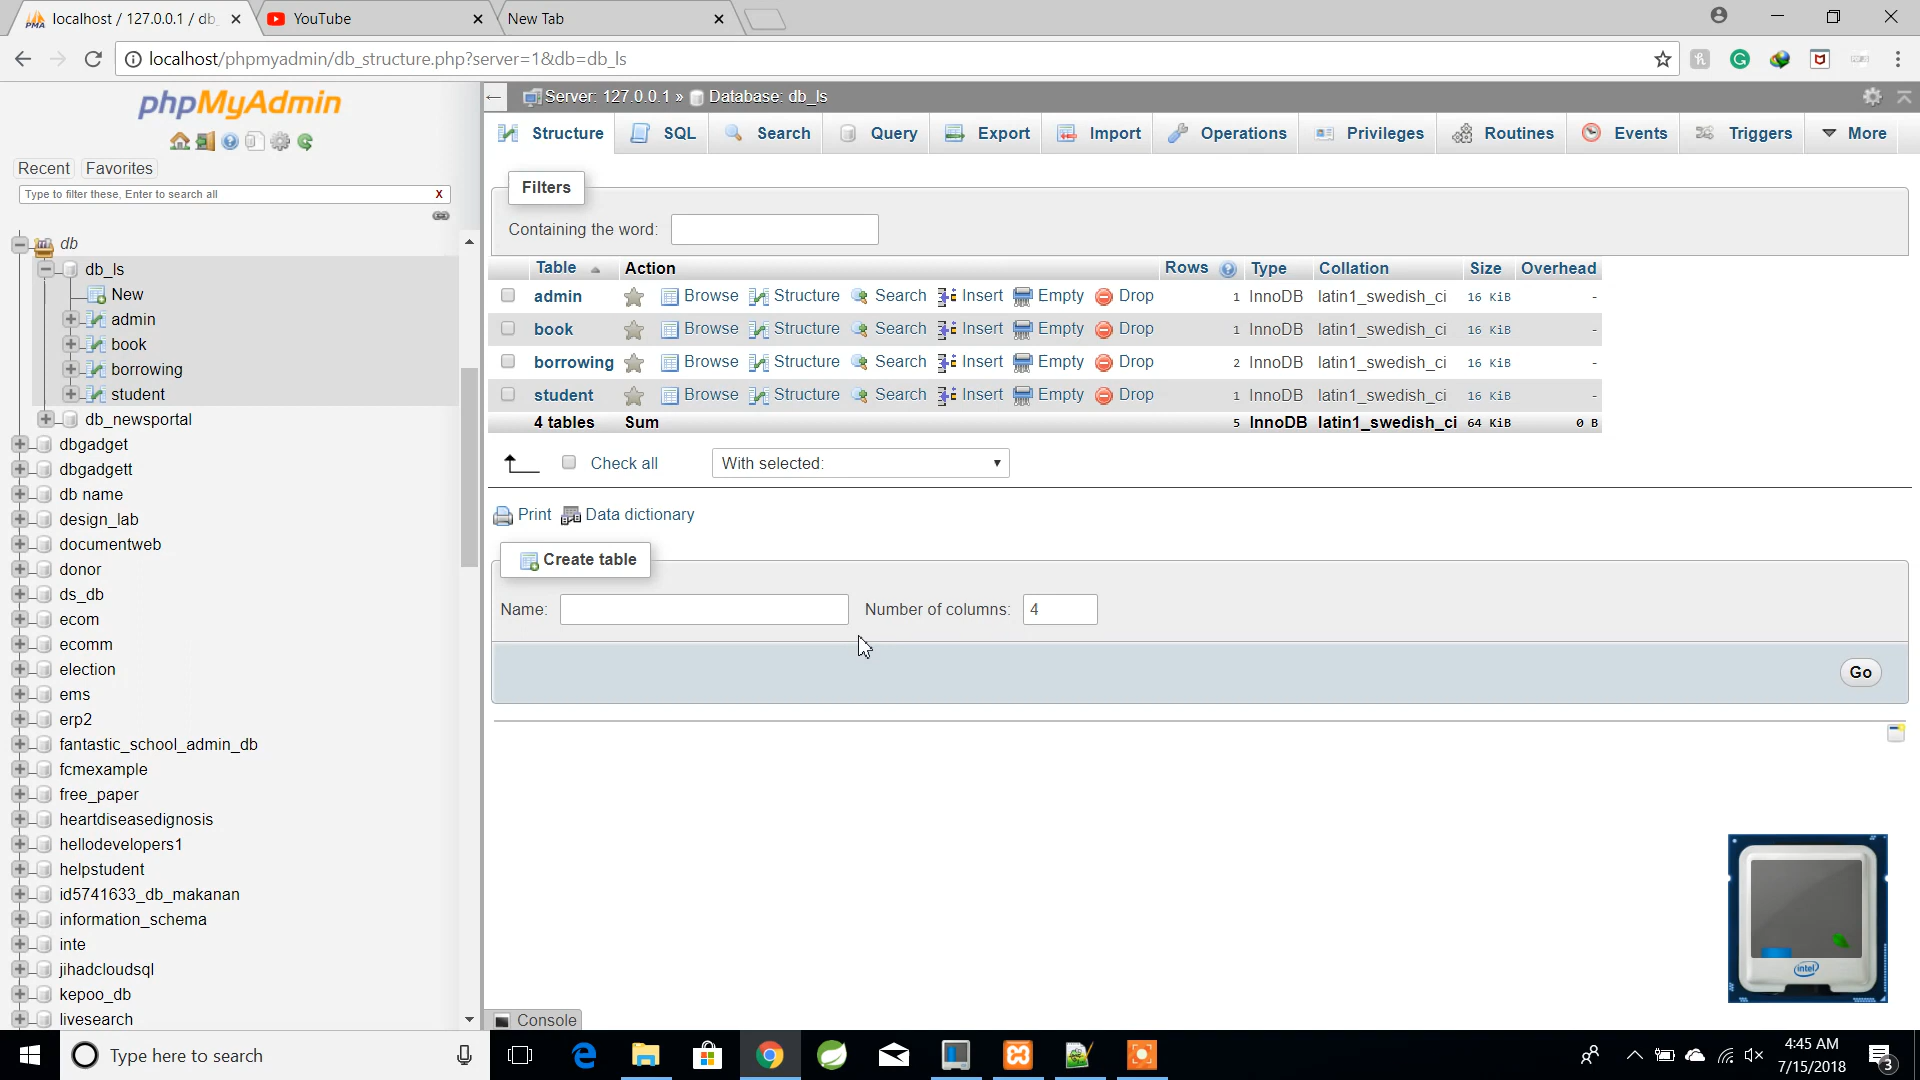 localhost / 127.0.0.1 / db_
YouTube
New Tab
localhost/phpmyadmin/db_structure.php?server=1&db=db_ls
phpMyAdmin
Recent
Favorites
Type to filter these, Enter to search all
X
db
db_ls
New
admin
book
borrowing
student
db_newsportal
dbgadget
dbgadgett
db name
design_lab
documentweb
donor
ds_db
ecom
ecomm
election
ems
erp2
fantastic_school_admin_db
fcmexample
free_paper
heartdiseasedignosis
hellodevelopers1
helpstudent
id5741633_db_makanan
information_schema
inte
jihadcloudsql
kepoo_db
livesearch
Server: 127.0.0.1 » Database: db_ls
Structure SQL Search Query Export Import Operations Privileges Routines Events Triggers More
Filters
Containing the word:
Table Action Rows Type Collation Size Overhead
admin Browse Structure Search Insert Empty Drop 1 InnoDB latin1_swedish_ci 16 KiB -
book Browse Structure Search Insert Empty Drop 1 InnoDB latin1_swedish_ci 16 KiB -
borrowing Browse Structure Search Insert Empty Drop 2 InnoDB latin1_swedish_ci 16 KiB -
student Browse Structure Search Insert Empty Drop 1 InnoDB latin1_swedish_ci 16 KiB -
4 tables Sum 5 InnoDB latin1_swedish_ci 64 KiB 0 B
Check all With selected:
Print Data dictionary
Create table
Name: Number of columns: 4
Go
intel
Console
Type here to search
4:45 AM
7/15/2018
3